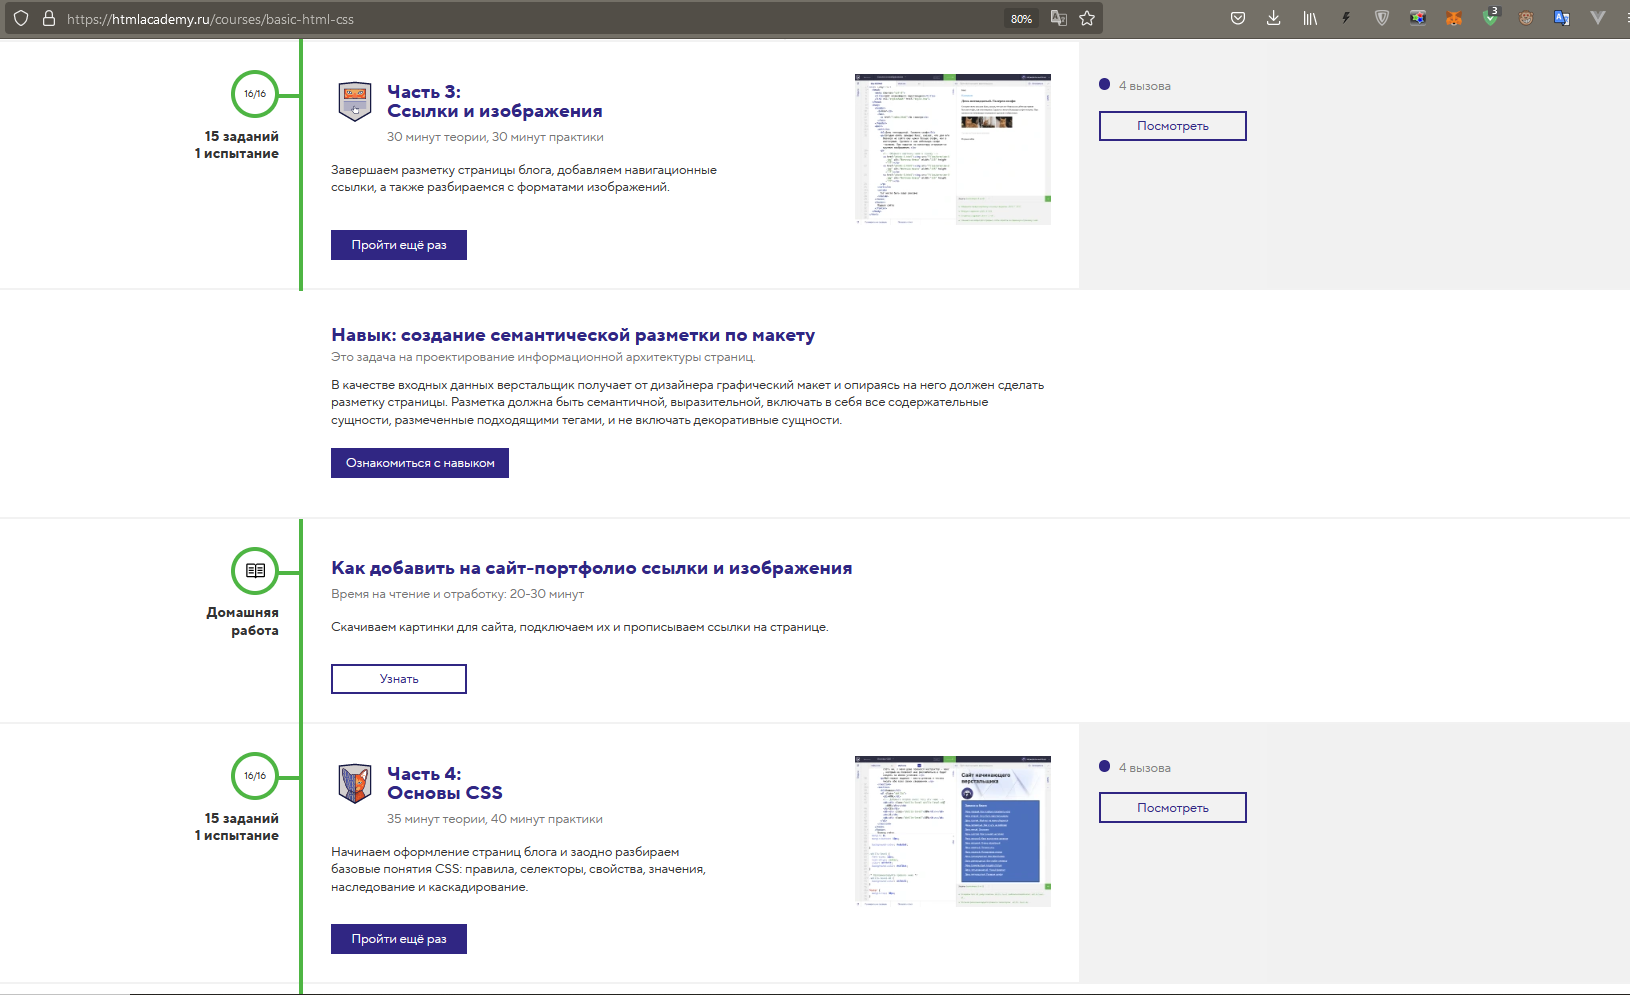 https://htmlacademy.ru/courses/basic-html-css
80%
3
16/16
15 заданий
1 испытание
Часть 3:
Ссылки и изображения
30 минут теории, 30 минут практики
Завершаем разметку страницы блога, добавляем навигационные
ссылки, а также разбираемся с форматами изображений.
Пройти ещё раз
4 вызова
Посмотреть
Навык: создание семантической разметки по макету
Это задача на проектирование информационной архитектуры страниц.
В качестве входных данных верстальщик получает от дизайнера графический макет и опираясь на него должен сделать
разметку страницы. Разметка должна быть семантичной, выразительной, включать в себя все содержательные
сущности, размеченные подходящими тегами, и не включать декоративные сущности.
Ознакомиться с навыком
Домашняя
работа
Как добавить на сайт-портфолио ссылки и изображения
Время на чтение и отработку: 20-30 минут
Скачиваем картинки для сайта, подключаем их и прописываем ссылки на странице.
Узнать
16/16
15 заданий
1 испытание
Часть 4:
Основы CSS
35 минут теории, 40 минут практики
Начинаем оформление страниц блога и заодно разбираем
базовые понятия CSS: правила, селекторы, свойства, значения,
наследование и каскадирование.
Пройти ещё раз
Сайт начинающего
верстальщика
4 вызова
Посмотреть